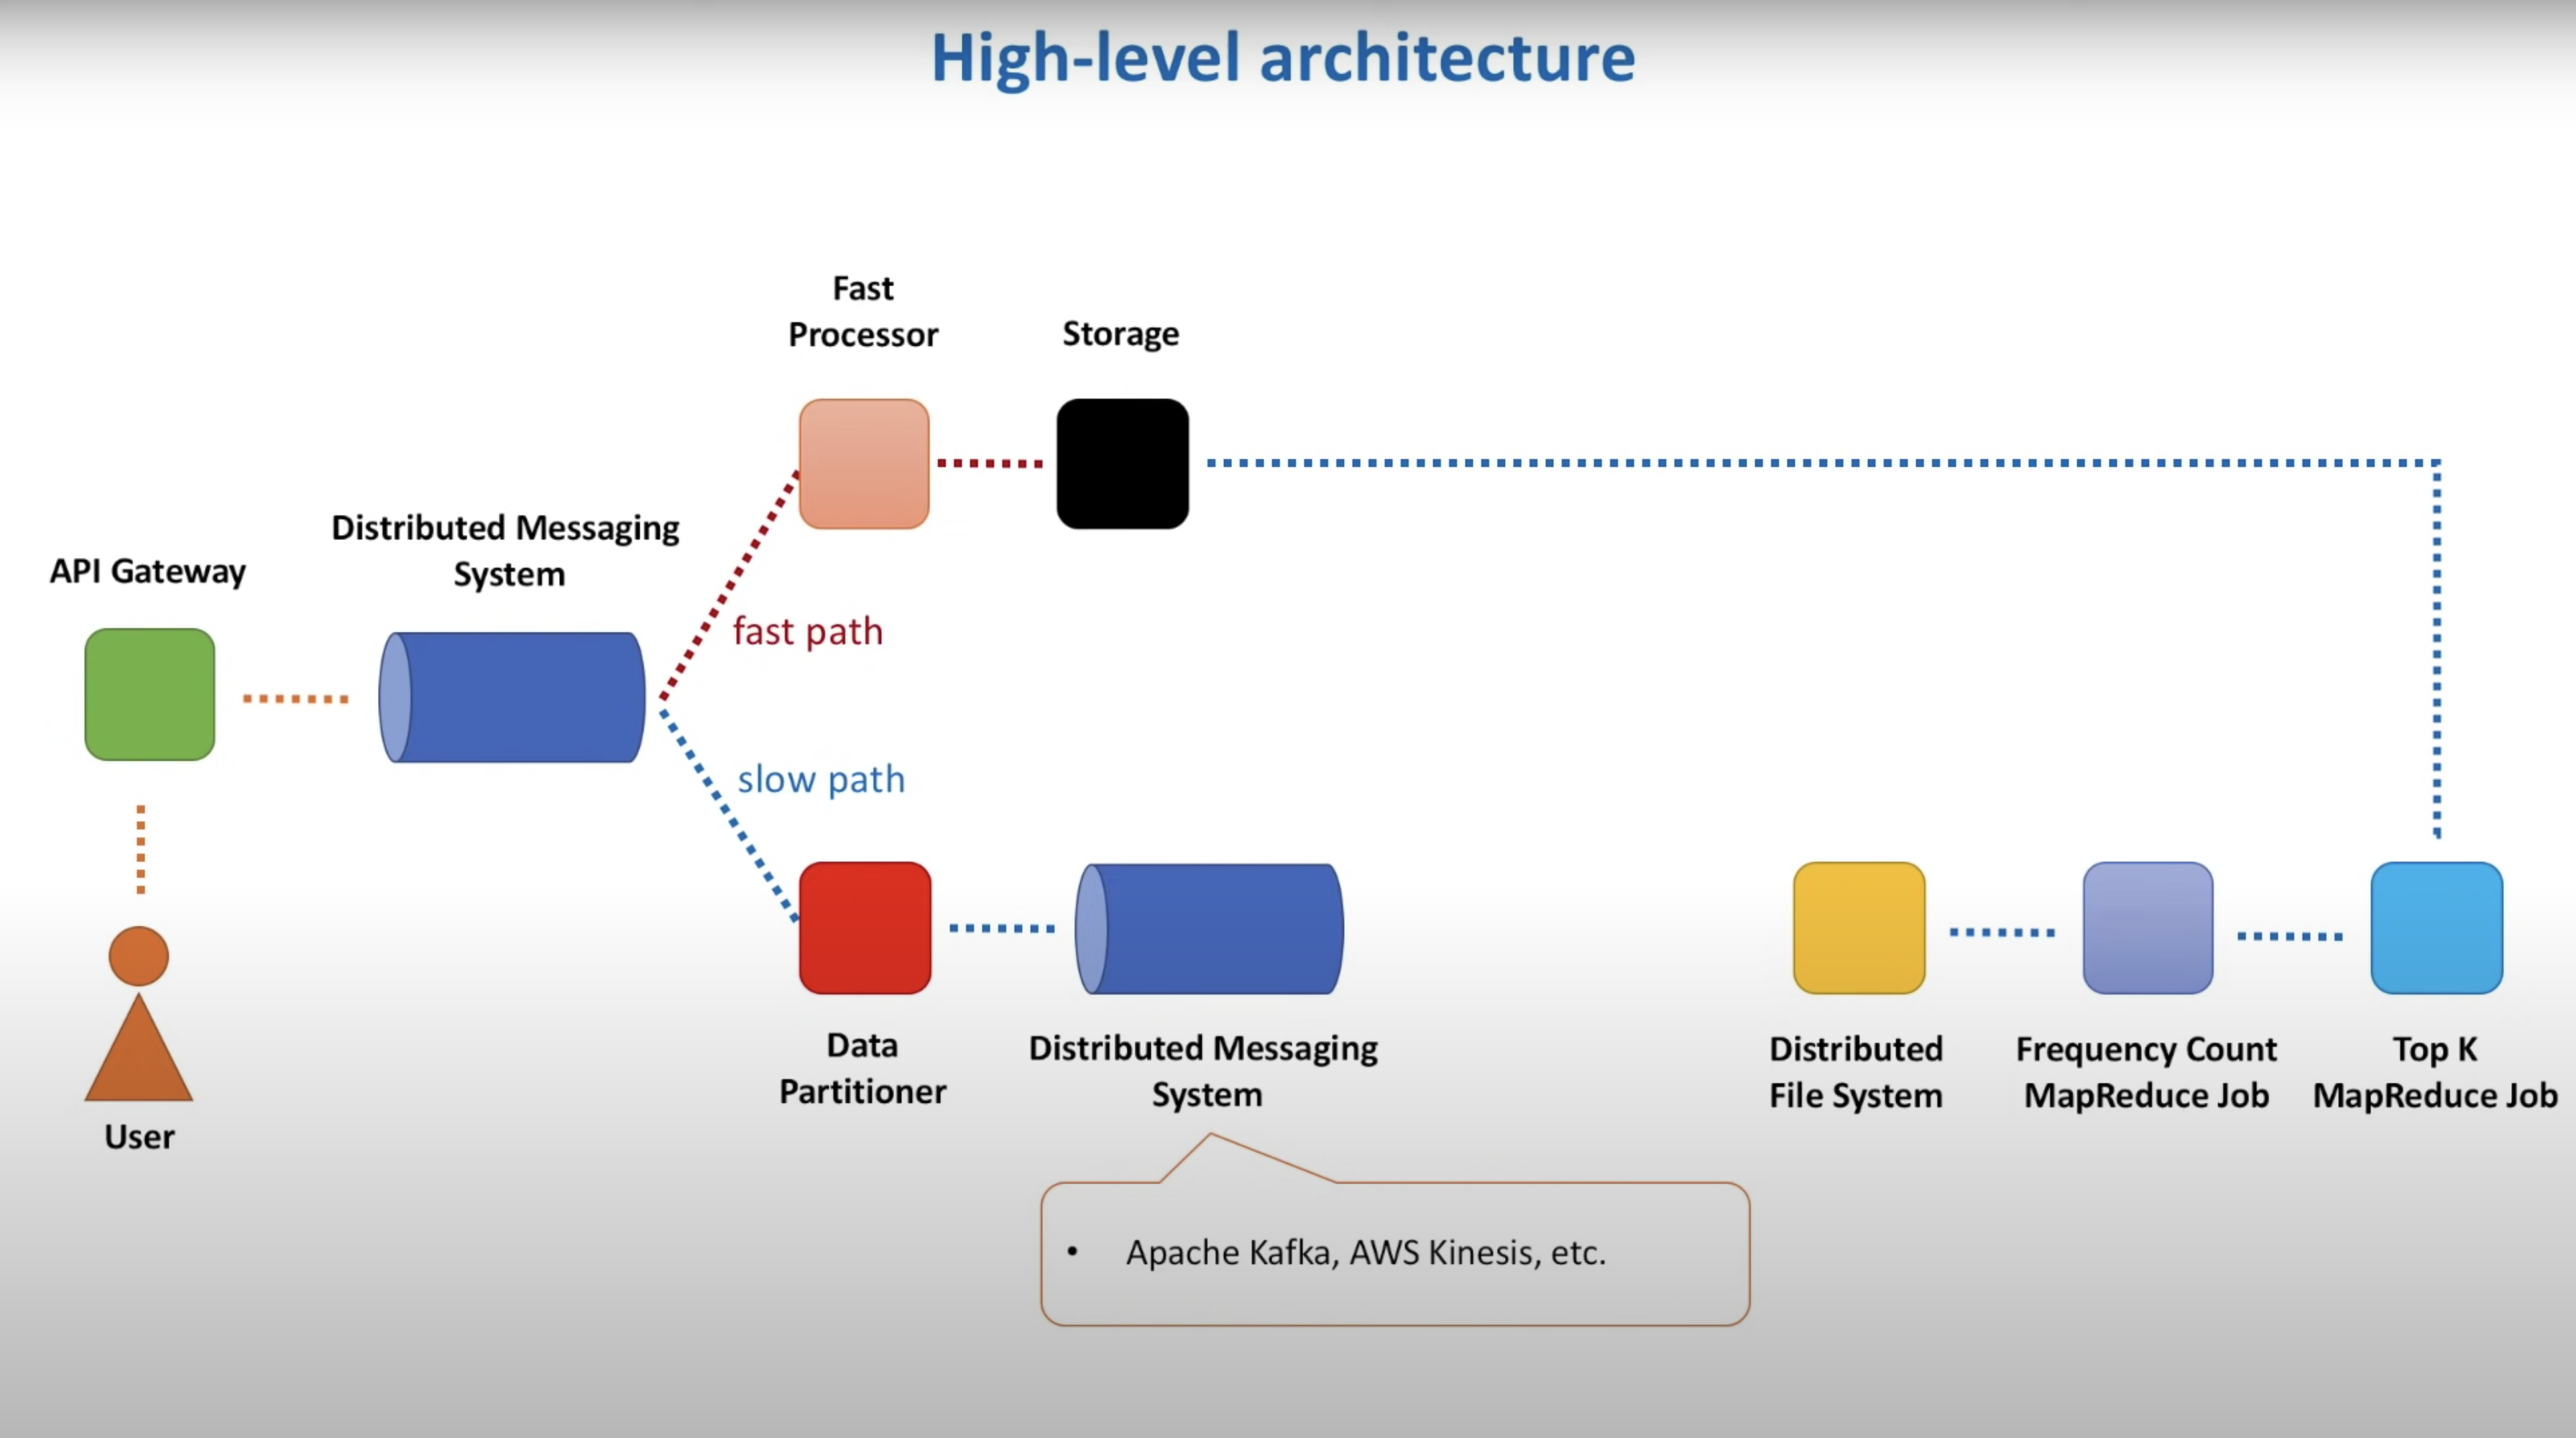 High-level architecture
Fast
Processor
Storage
Distributed Messaging
System
API Gateway
fast path
slow path
User
Data
Partitioner
Distributed Messaging
System
Distributed
File System
Frequency Count
MapReduce Job
Top K
MapReduce Job
• Apache Kafka, AWS Kinesis, etc.